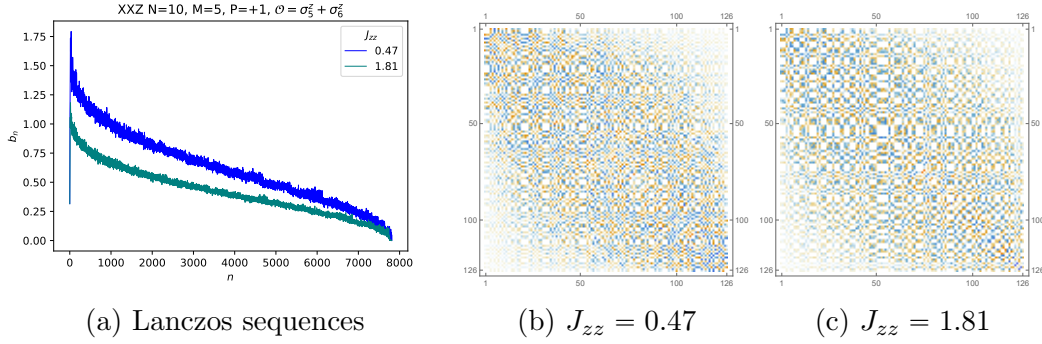 XXZ N=10, M=5, P=+1, 𝒪 = σ₅ᶻ + σ₆ᶻ
J_zz
0.47
1.81
b_n
1.75
1.50
1.25
1.00
0.75
0.50
0.25
0.00
0 1000 2000 3000 4000 5000 6000 7000 8000
n
1 50 100 126
1 1
50 50
100 100
126 126
1 50 100 126
1 50 100 126
1 1
50 50
100 100
126 126
1 50 100 126
(a) Lanczos sequences
(b) J_zz = 0.47
(c) J_zz = 1.81